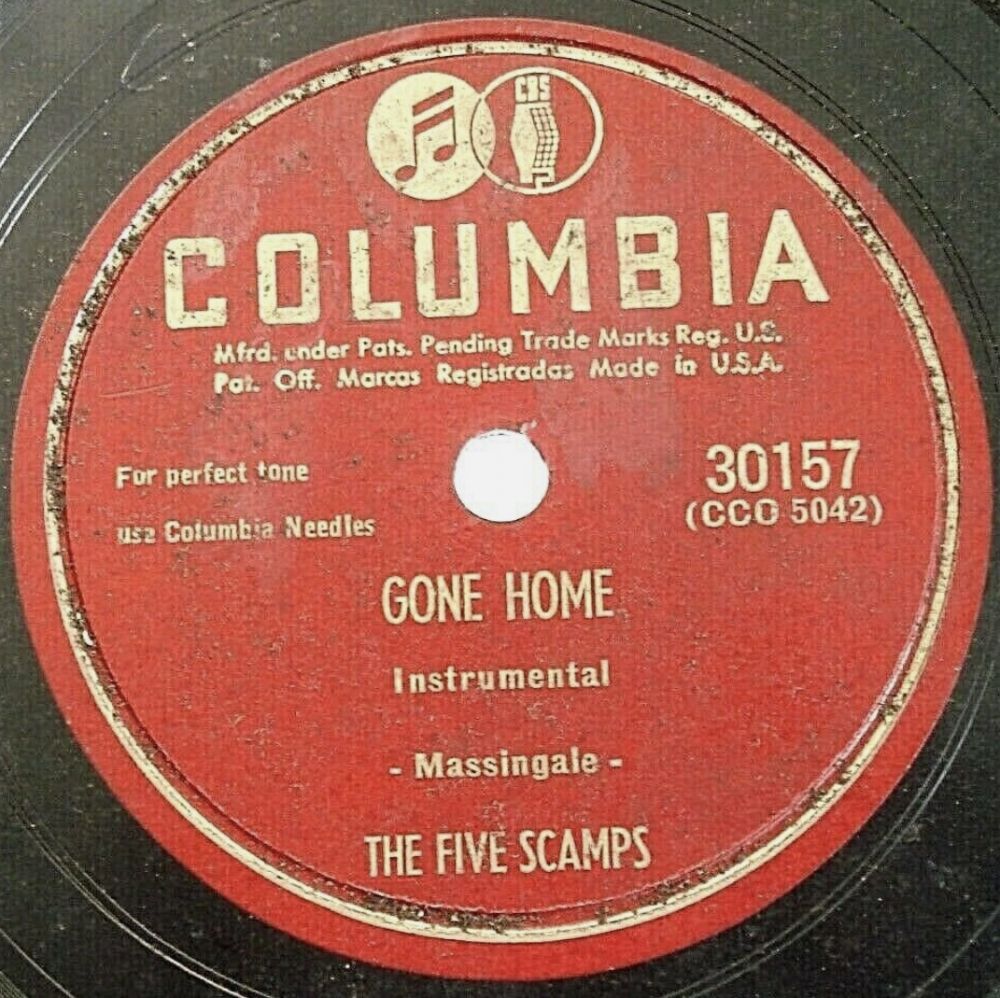 CBS
COLUMBIA
Mfrd. under Pats. Pending Trade Marks Reg. U.S.
Pat. Off. Marcas Registradas Made in U.S.A.
For perfect tone
use Columbia Needles
30157
(CCO 5042)
GONE HOME
Instrumental
- Massingale -
THE FIVE SCAMPS